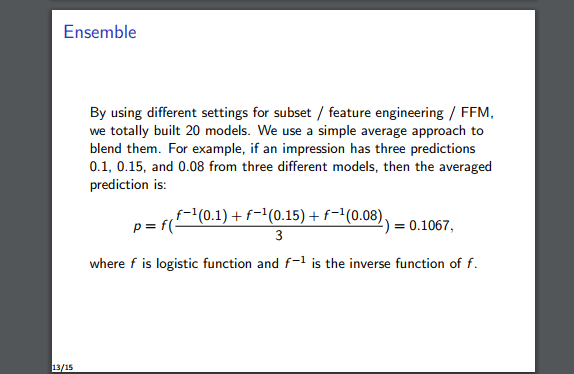 Ensemble
By using different settings for subset / feature engineering / FFM,
we totally built 20 models. We use a simple average approach to
blend them. For example, if an impression has three predictions
0.1, 0.15, and 0.08 from three different models, then the averaged
prediction is:
p = f(\frac{f⁻¹(0.1) + f⁻¹(0.15) + f⁻¹(0.08)}{3}) = 0.1067,
where f is logistic function and f⁻¹ is the inverse function of f.
13/15